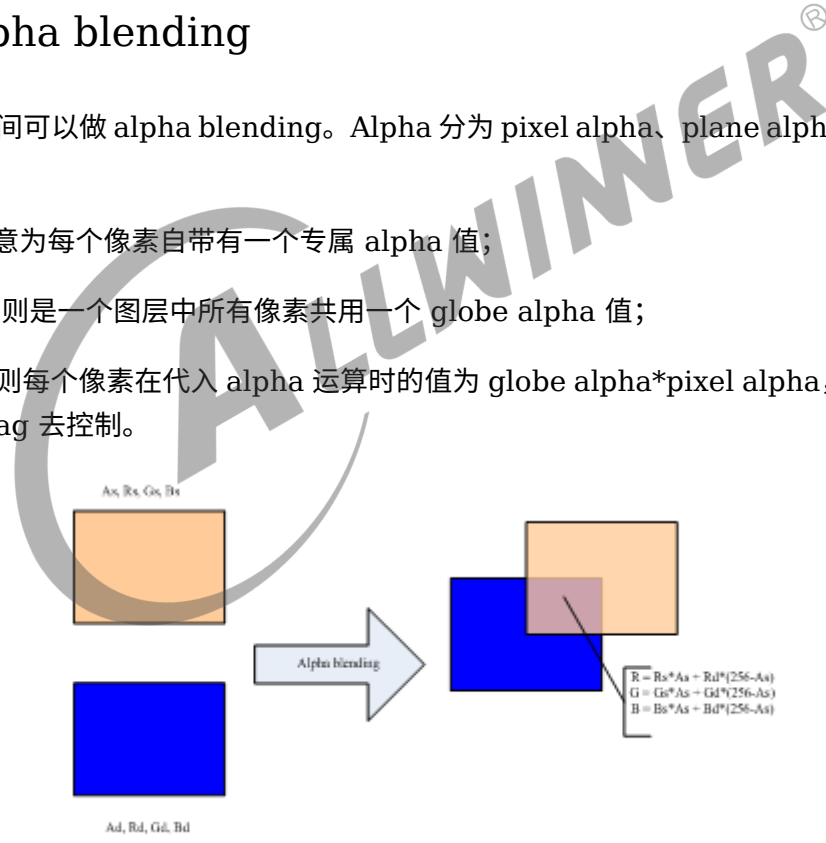 pha blending
间可以做 alpha blending。Alpha 分为 pixel alpha、plane alph
意为每个像素自带有一个专属 alpha 值；
则是一个图层中所有像素共用一个 globe alpha 值；
则每个像素在代入 alpha 运算时的值为 globe alpha*pixel alpha，
ag 去控制。
ALLWINNER®
As, Rs, Gs, Bs
Alpha blending
R = Rs*As + Rd*(256-As)
G = Gs*As + Gd*(256-As)
B = Bs*As + Bd*(256-As)
Ad, Rd, Gd, Bd